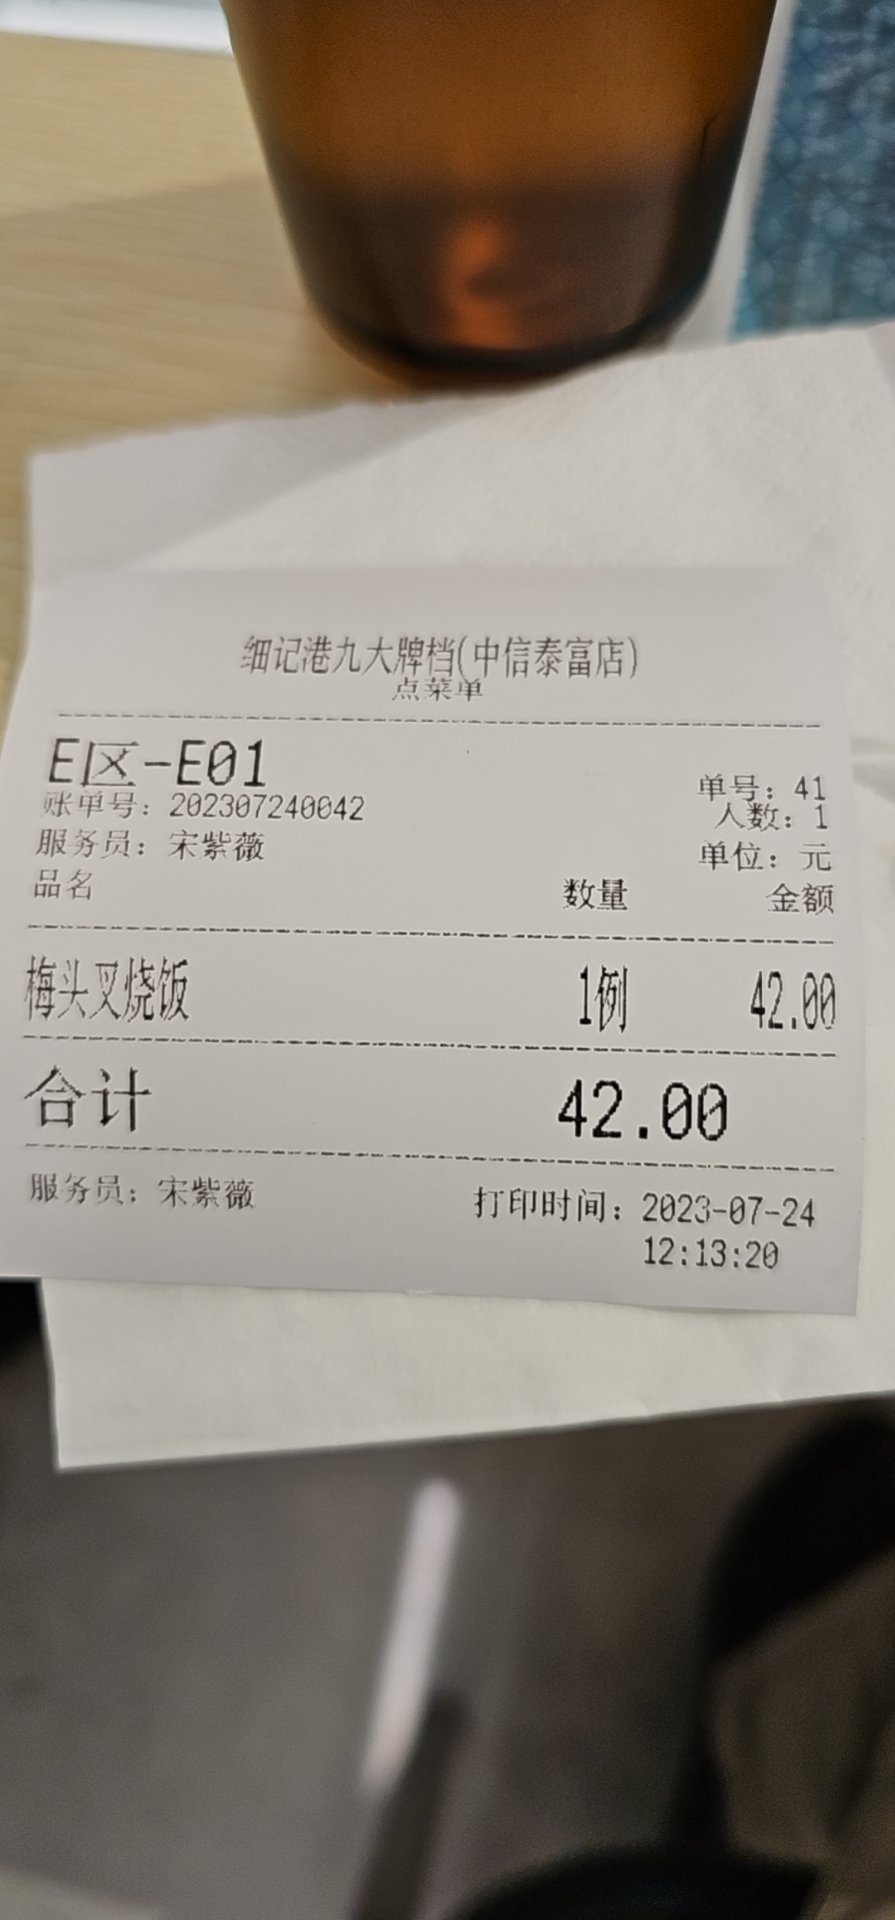 细记港九大牌档(中信泰富店)
点菜单
E区-E01
单号：41
账单号：202307240042
人数：1
服务员：宋紫薇
单位：元
品名 数量 金额
梅头叉烧饭 1例 42.00
合计 42.00
服务员：宋紫薇 打印时间：2023-07-24
12:13:20